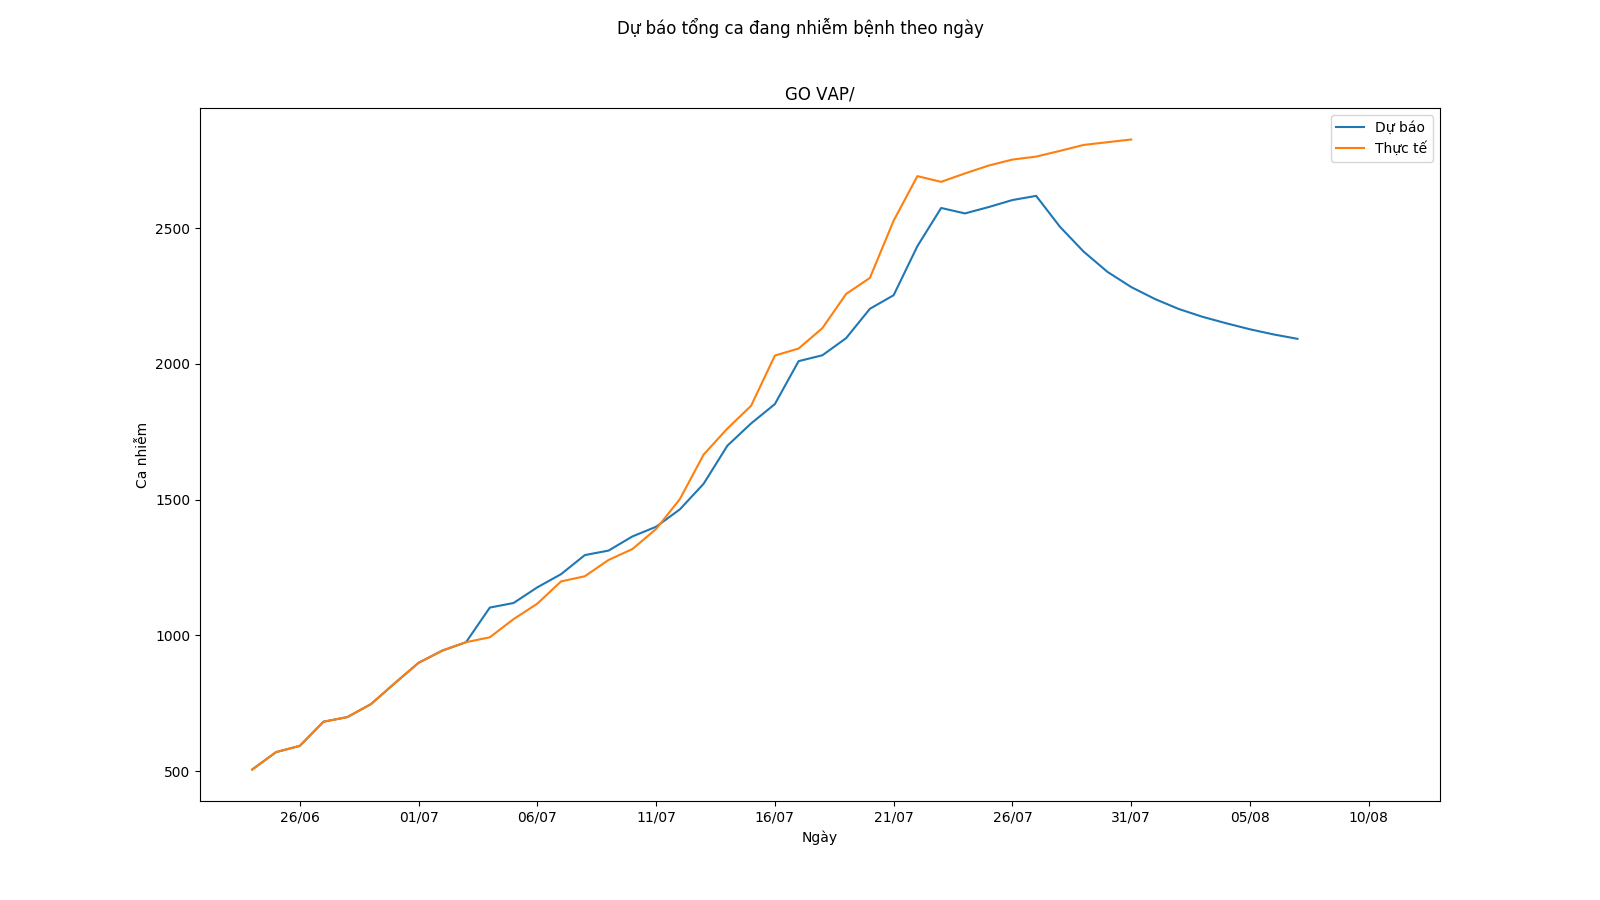 Dự báo tổng ca đang nhiễm bệnh theo ngày
GO VAP/
Dự báo
Thực tế
2500
2000
1500
1000
500
Ca nhiễm
26/06 01/07 06/07 11/07 16/07 21/07 26/07 31/07 05/08 10/08
Ngày